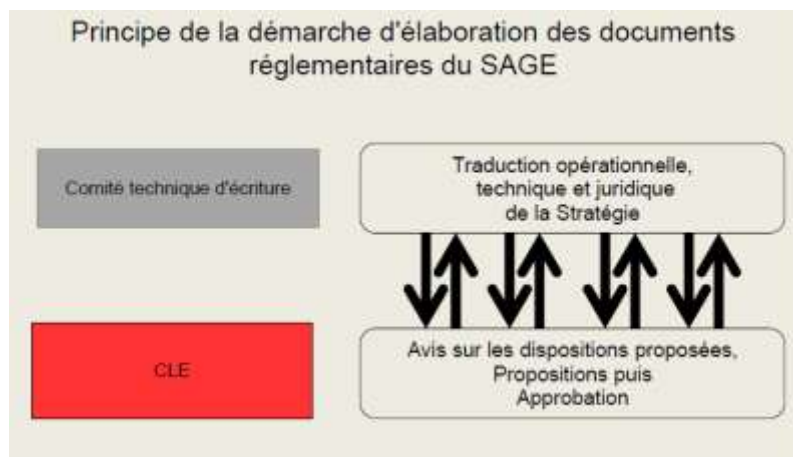 Principe de la démarche d'élaboration des documents
réglementaires du SAGE
Comité technique d'écriture
Traduction opérationnelle,
technique et juridique
de la Stratégie
CLE
Avis sur les dispositions proposées,
Propositions puis
Approbation